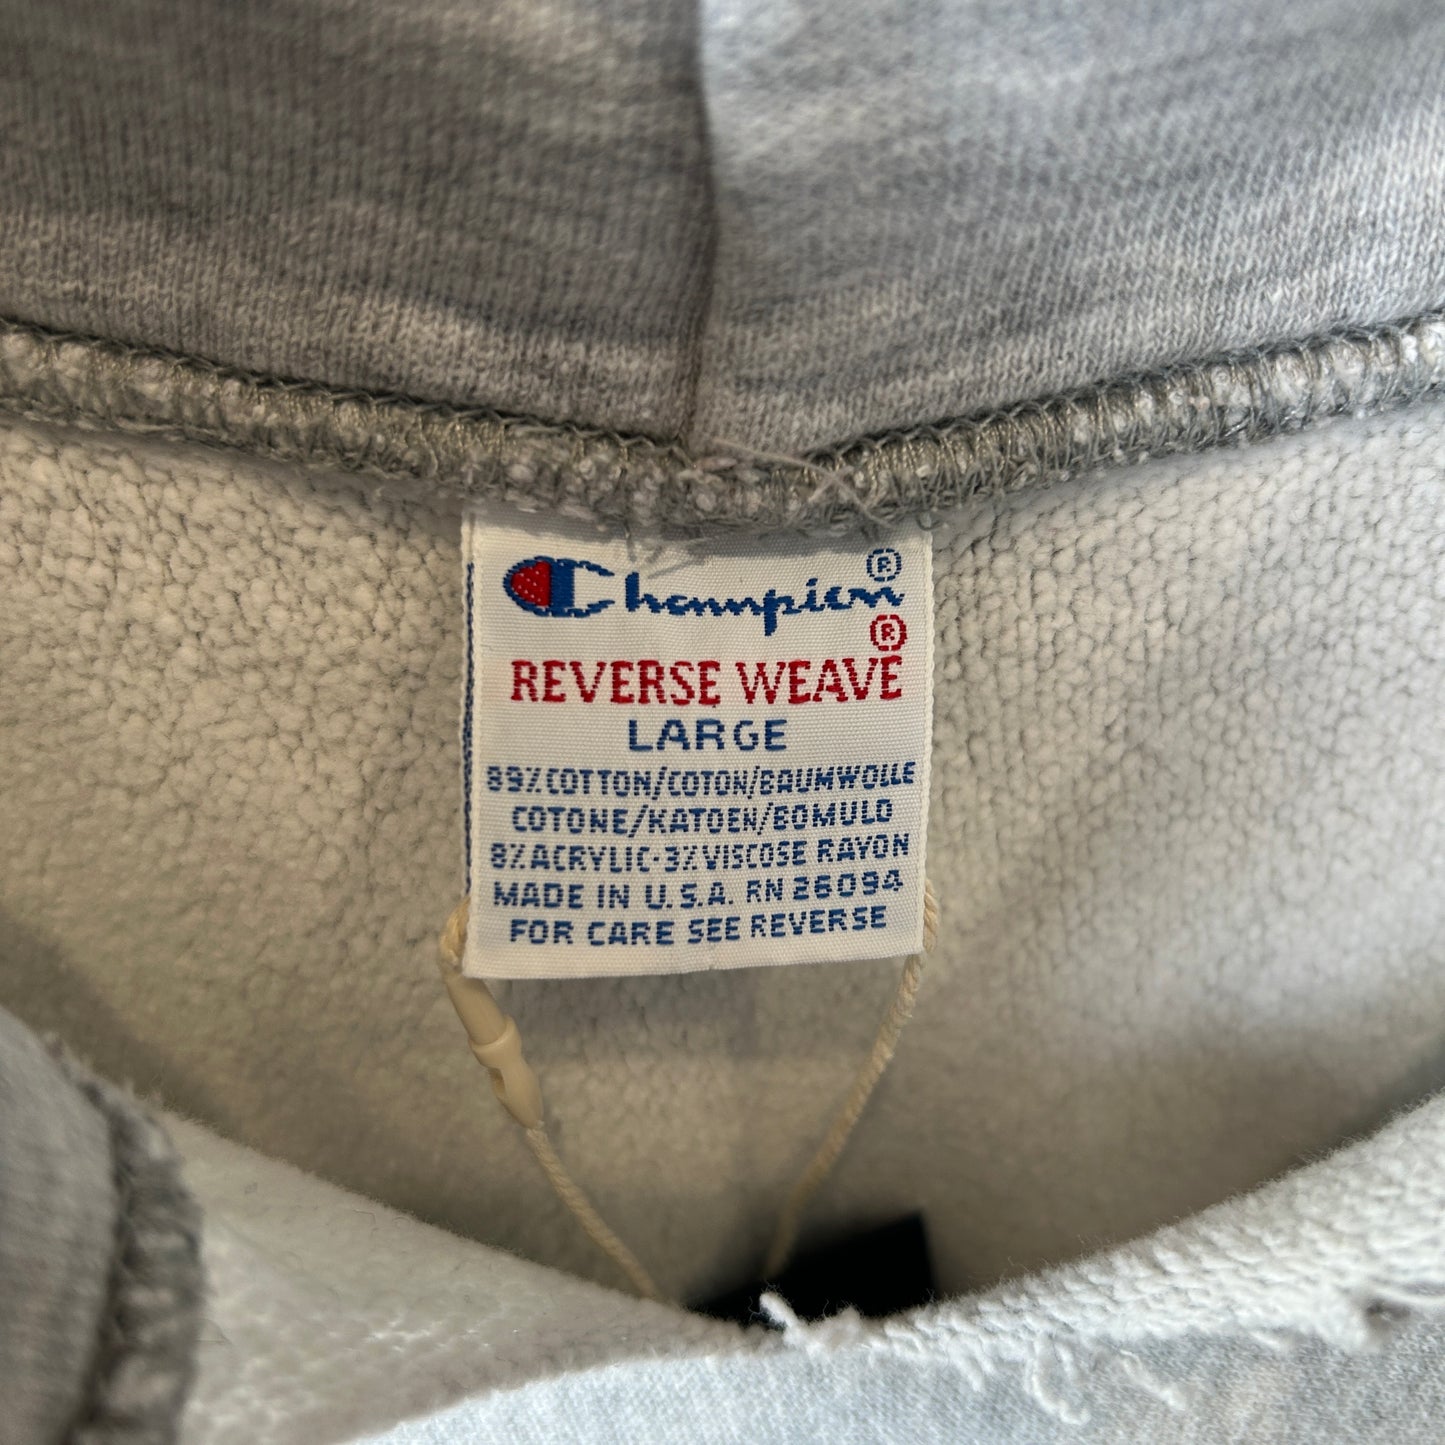 Champion®
REVERSE WEAVE®
LARGE
89% COTTON/COTON/BAUMWOLLE
COTONE/KATOEN/BOMULD
8% ACRYLIC·3% VISCOSE RAYON
MADE IN U.S.A. RN 26094
FOR CARE SEE REVERSE